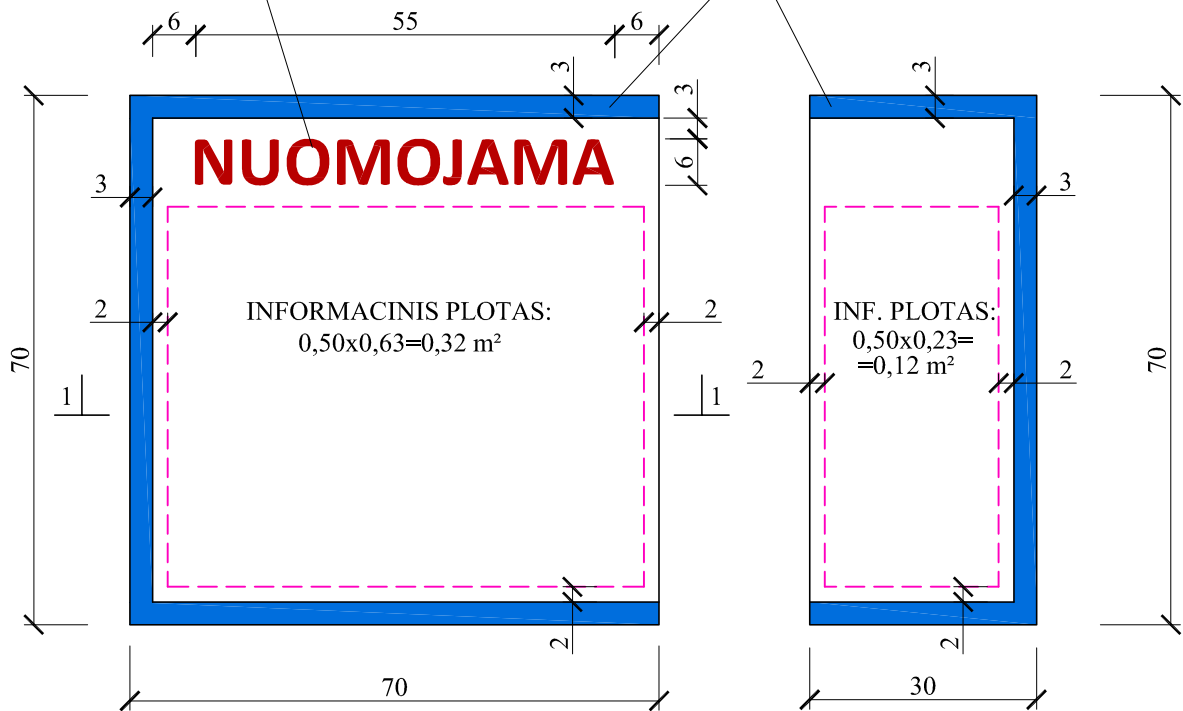 6 55 6
3 3 3
NUOMOJAMA
6
3 3
INFORMACINIS PLOTAS:
0,50x0,63=0,32 m²
2 2
INF. PLOTAS:
0,50x0,23=
=0,12 m²
2 2
70 70
1 1
2 2
70 30